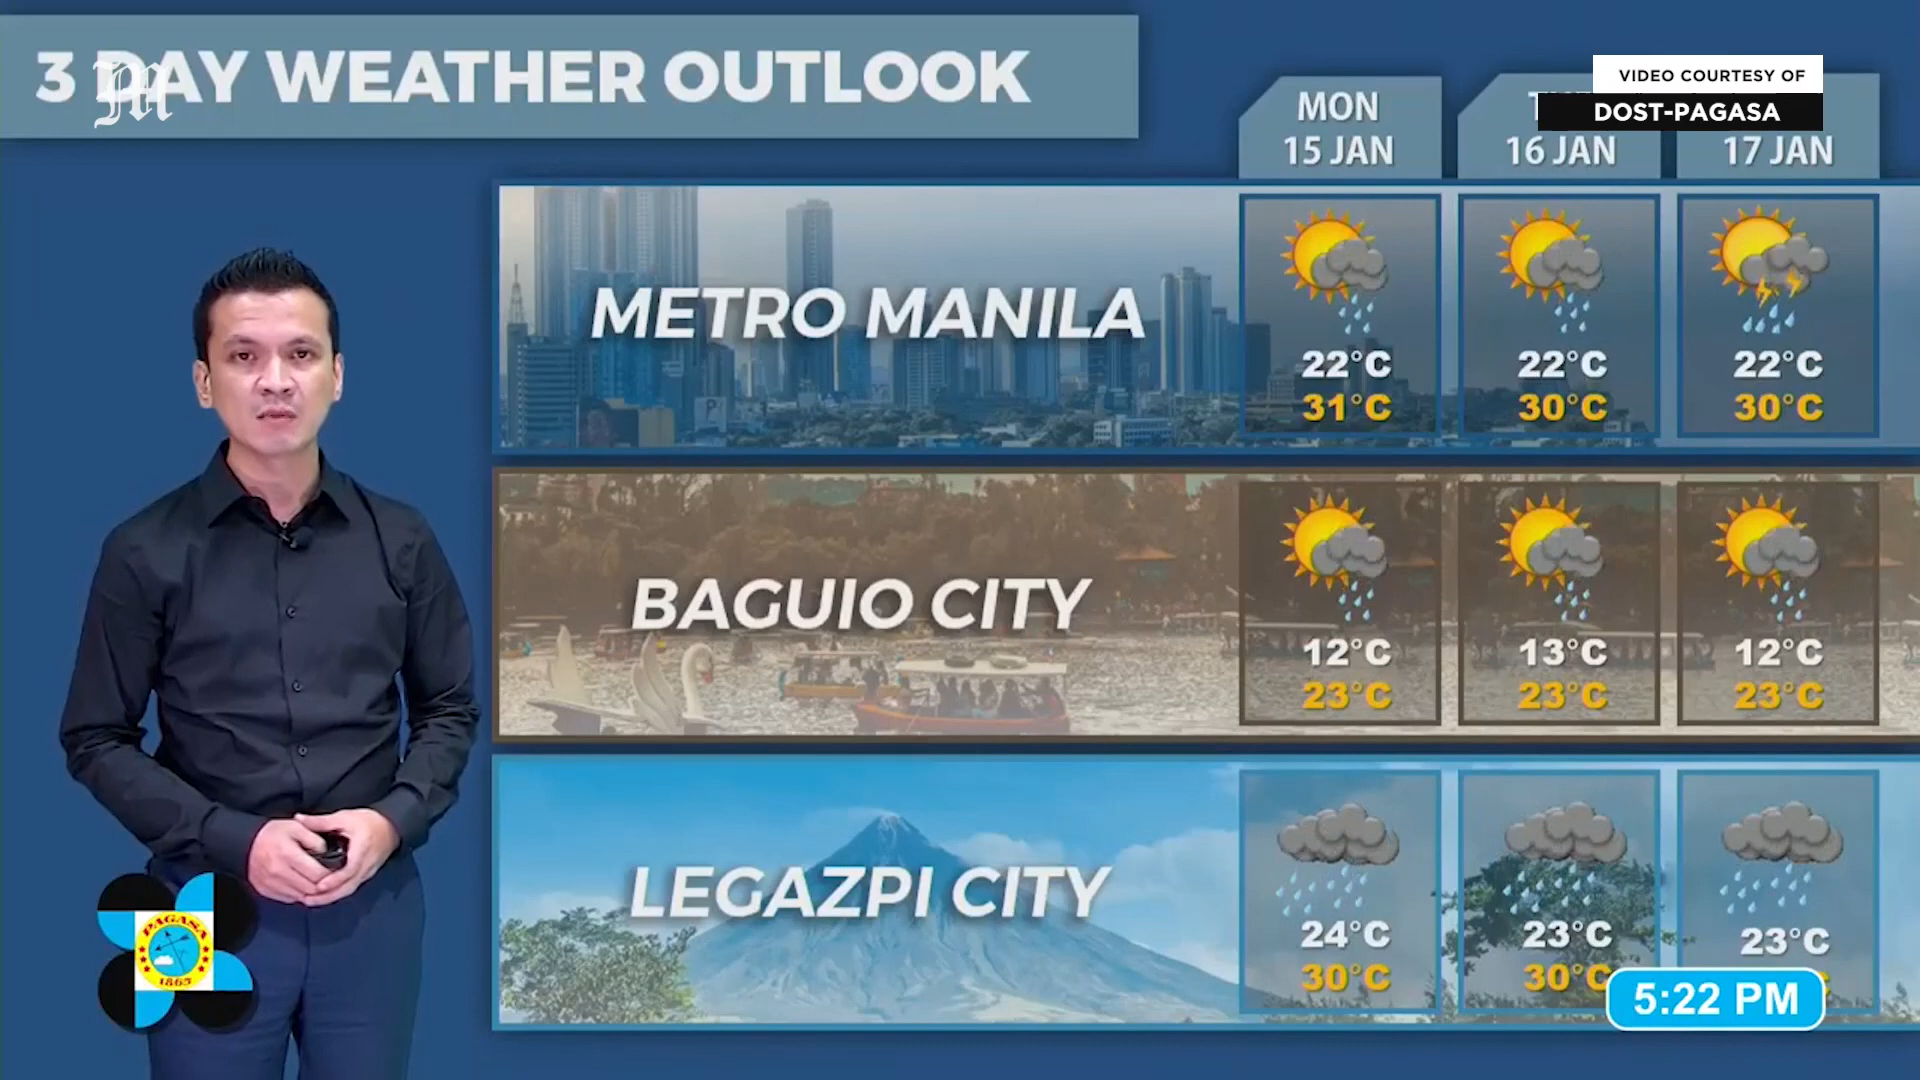 3 DAY WEATHER OUTLOOK
M
VIDEO COURTESY OF
DOST-PAGASA
MON
15 JAN
16 JAN
17 JAN
METRO MANILA
22°C
31°C
22°C
30°C
22°C
30°C
BAGUIO CITY
12°C
23°C
13°C
23°C
12°C
23°C
LEGAZPI CITY
24°C
30°C
23°C
30°C
23°C
PAGASA
1865
5:22 PM